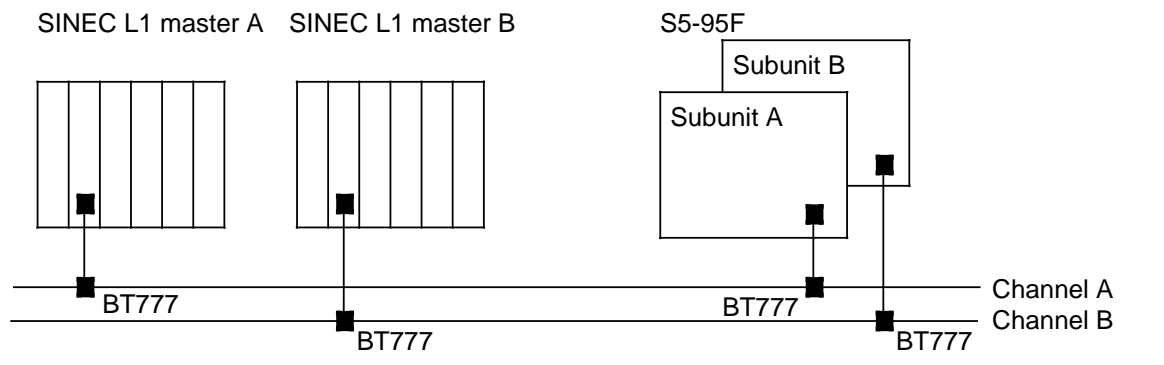 SINEC L1 master A SINEC L1 master B S5-95F
Subunit B
Subunit A
Channel A
BT777 BT777
Channel B
BT777 BT777